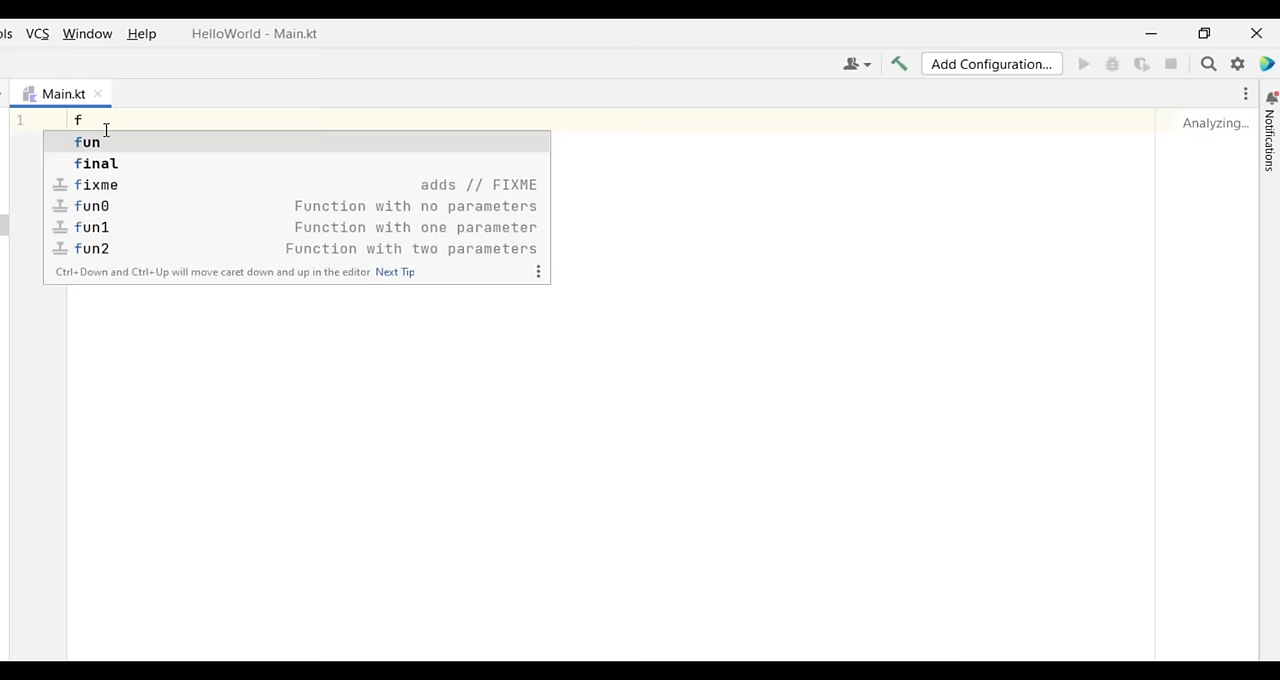 ols VCS Window Help HelloWorld - Main.kt
Add Configuration...
Main.kt
1 f
Analyzing...
fun
final
fixme adds // FIXME
fun0 Function with no parameters
fun1 Function with one parameter
fun2 Function with two parameters
Ctrl+Down and Ctrl+Up will move caret down and up in the editor Next Tip
Notifications